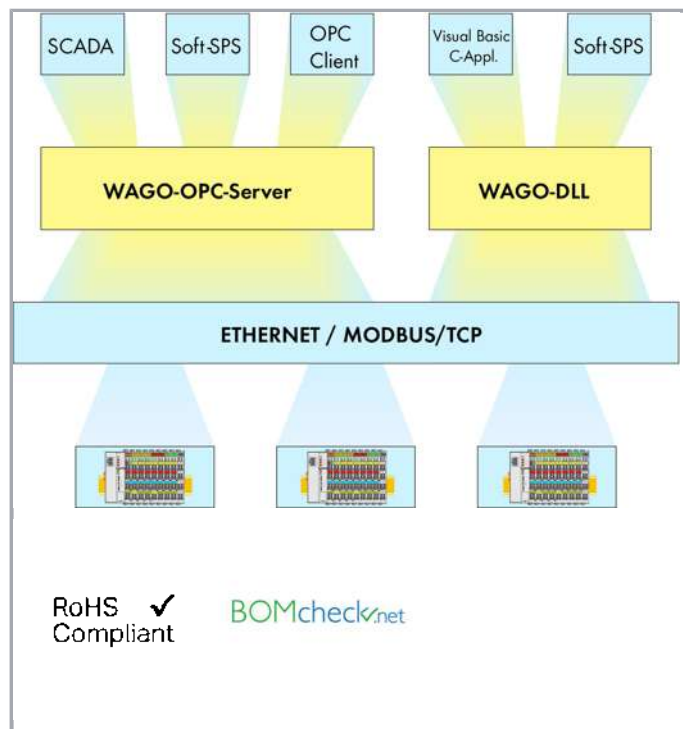 SCADA
Soft-SPS
OPC
Client
Visual Basic
C-Appl.
Soft-SPS
WAGO-OPC-Server
WAGO-DLL
ETHERNET / MODBUS/TCP
RoHS ✓
Compliant
BOMcheck.net